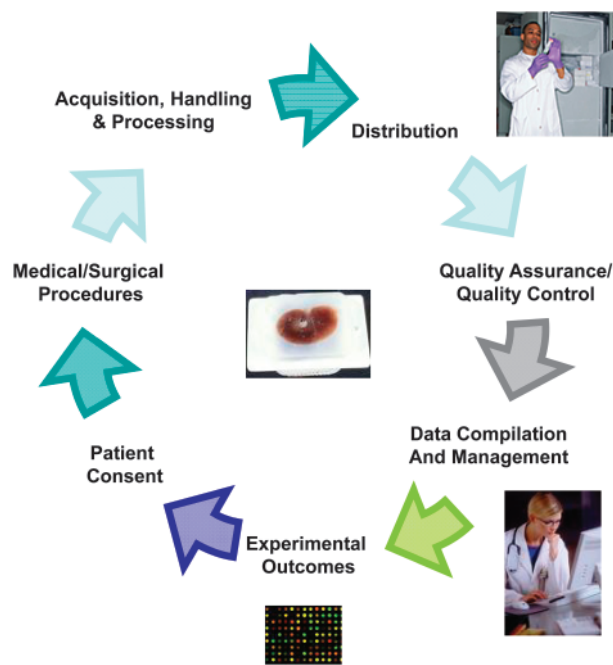 Acquisition, Handling
& Processing
Distribution
Quality Assurance/
Quality Control
Data Compilation
And Management
Experimental
Outcomes
Patient
Consent
Medical/Surgical
Procedures